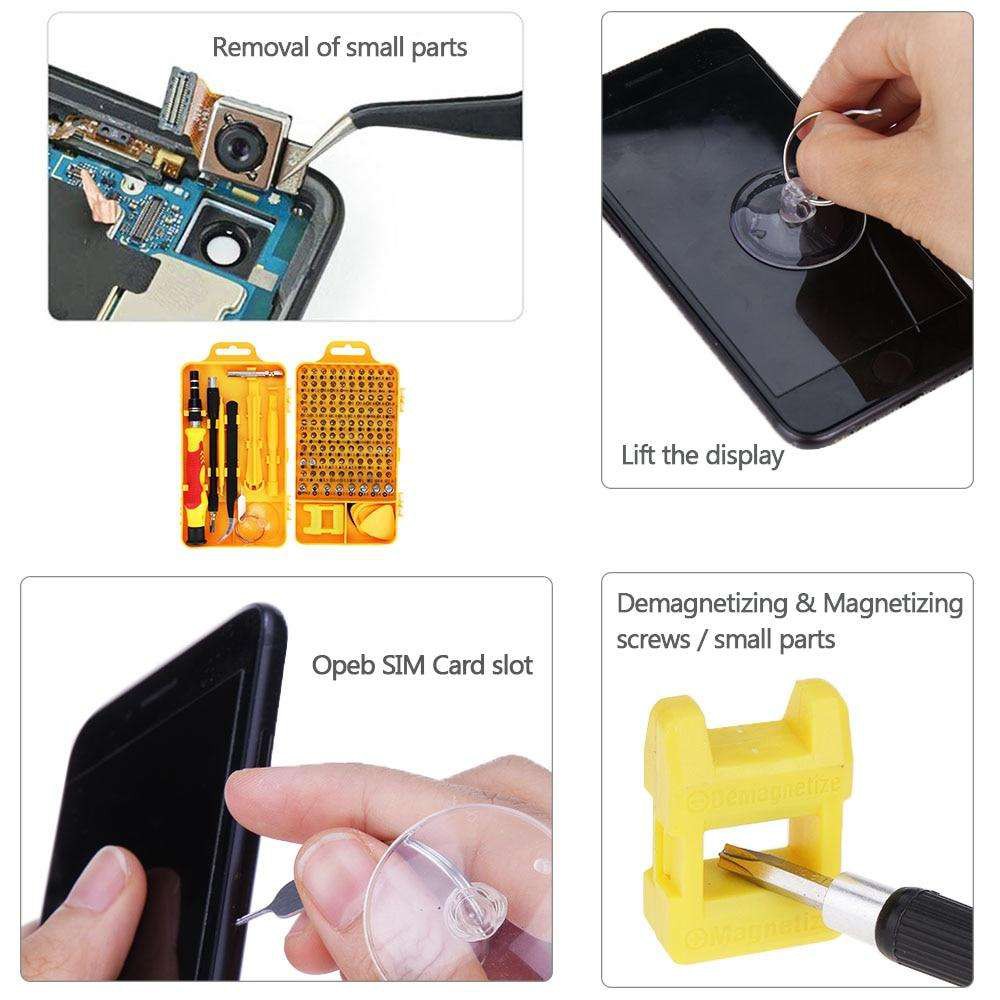 Removal of small parts
Lift the display
Opeb SIM Card slot
Demagnetizing & Magnetizing
screws / small parts
⊖Demagnetize
⊕Magnetize